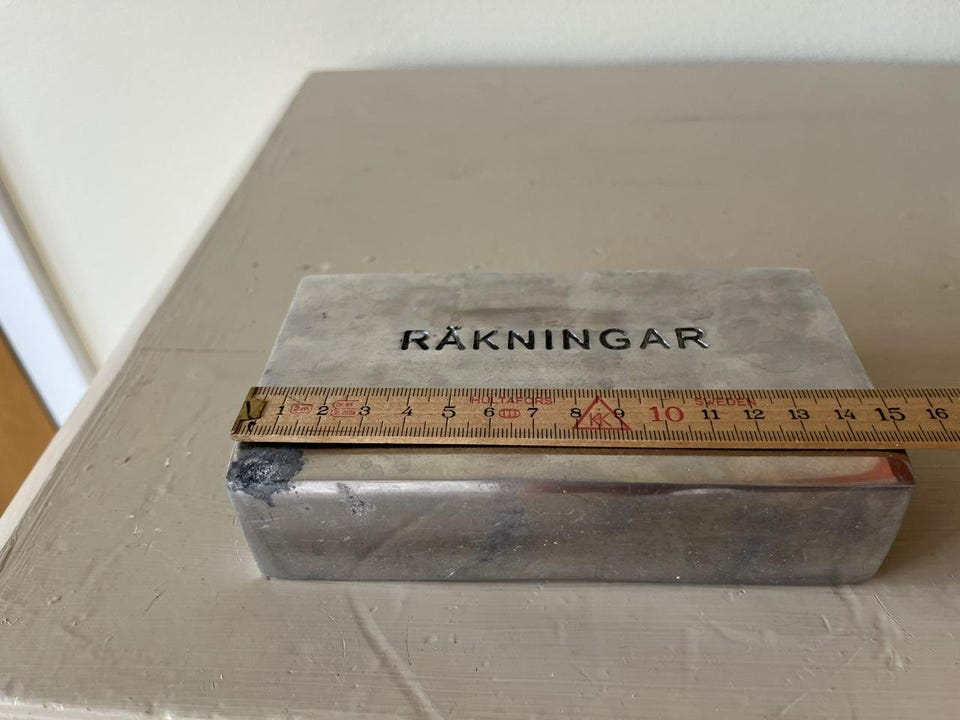 RÄKNINGAR
HULTAFORS SWEDEN
1 2m 2 3 4 5 6 7 8 9 10 11 12 13 14 15 16